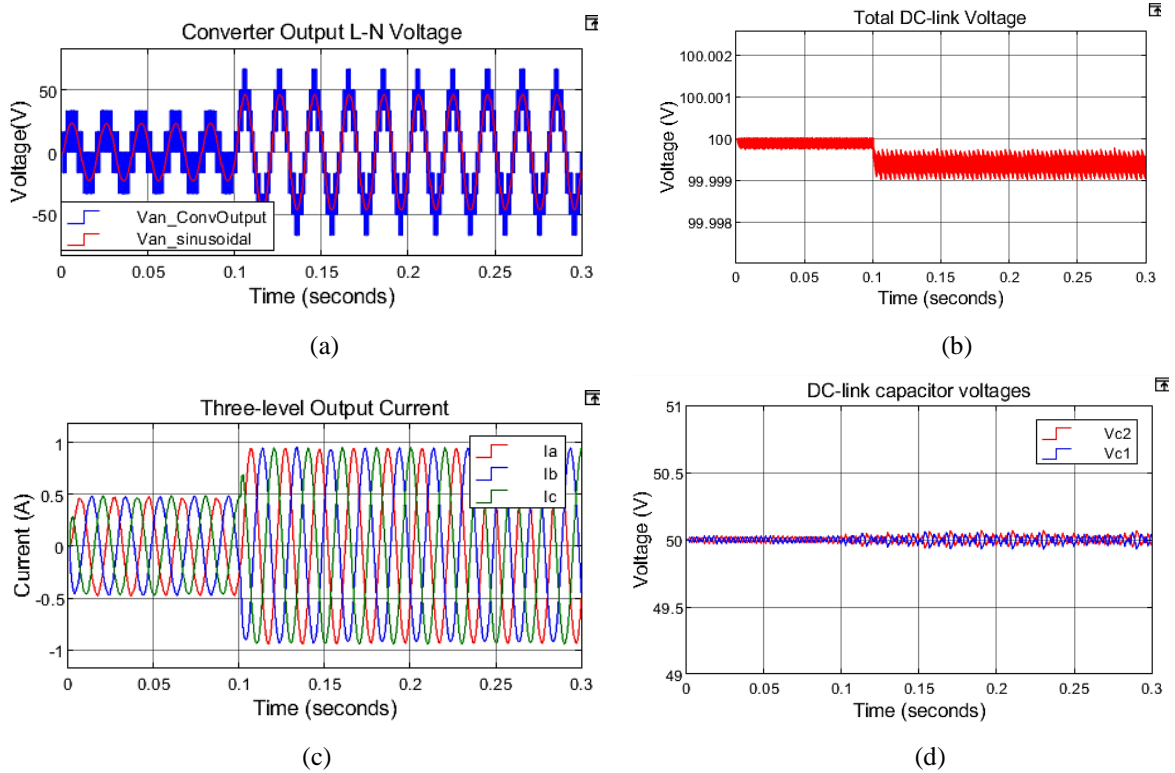 Converter Output L-N Voltage
Voltage(V)
50
0
-50
Van_ConvOutput
Van_sinusoidal
0 0.05 0.1 0.15 0.2 0.25 0.3
Time (seconds)
(a)
Total DC-link Voltage
Voltage (V)
100.002
100.001
100
99.999
99.998
0 0.05 0.1 0.15 0.2 0.25 0.3
Time (seconds)
(b)
Three-level Output Current
Current (A)
1
0.5
0
-0.5
-1
Ia
Ib
Ic
0 0.05 0.1 0.15 0.2 0.25 0.3
Time (seconds)
(c)
DC-link capacitor voltages
Voltage (V)
51
50.5
50
49.5
49
Vc2
Vc1
0 0.05 0.1 0.15 0.2 0.25 0.3
Time (seconds)
(d)